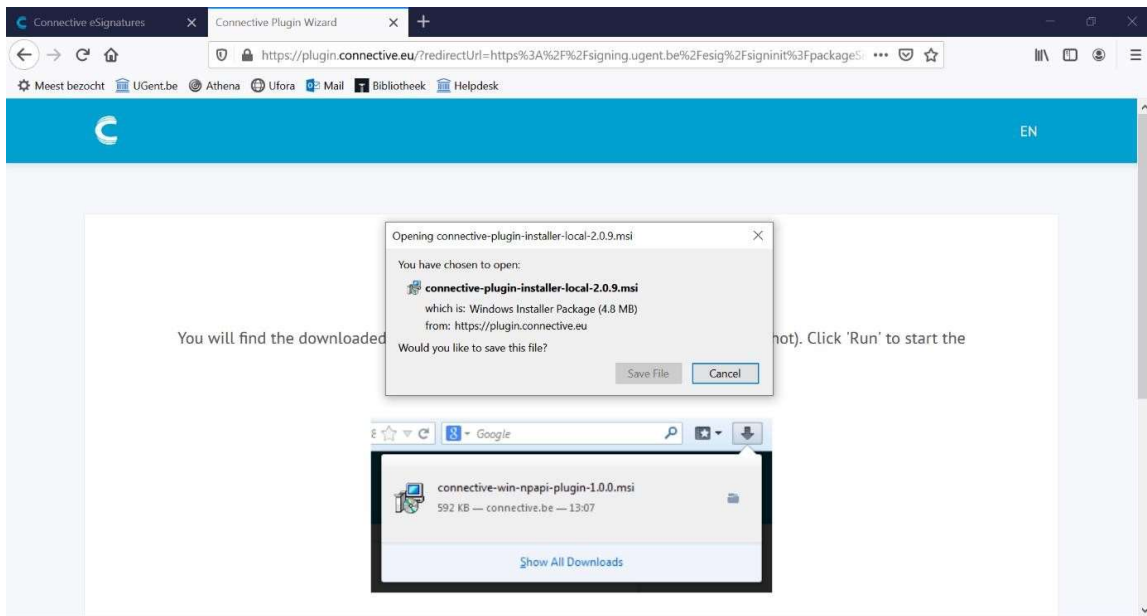 Connective eSignatures
Connective Plugin Wizard
https://plugin.connective.eu/?redirectUrl=https%3A%2F%2Fsigning.ugent.be%2Fesig%2Fsigninit%3FpackageS
Meest bezocht UGent.be Athena Ufora Mail Bibliotheek Helpdesk
EN
Opening connective-plugin-installer-local-2.0.9.msi
You have chosen to open:
connective-plugin-installer-local-2.0.9.msi
which is: Windows Installer Package (4.8 MB)
from: https://plugin.connective.eu
Would you like to save this file?
Save File Cancel
You will find the downloaded hot). Click 'Run' to start the
8 - Google
connective-win-npapi-plugin-1.0.0.msi
592 KB — connective.be — 13:07
Show All Downloads